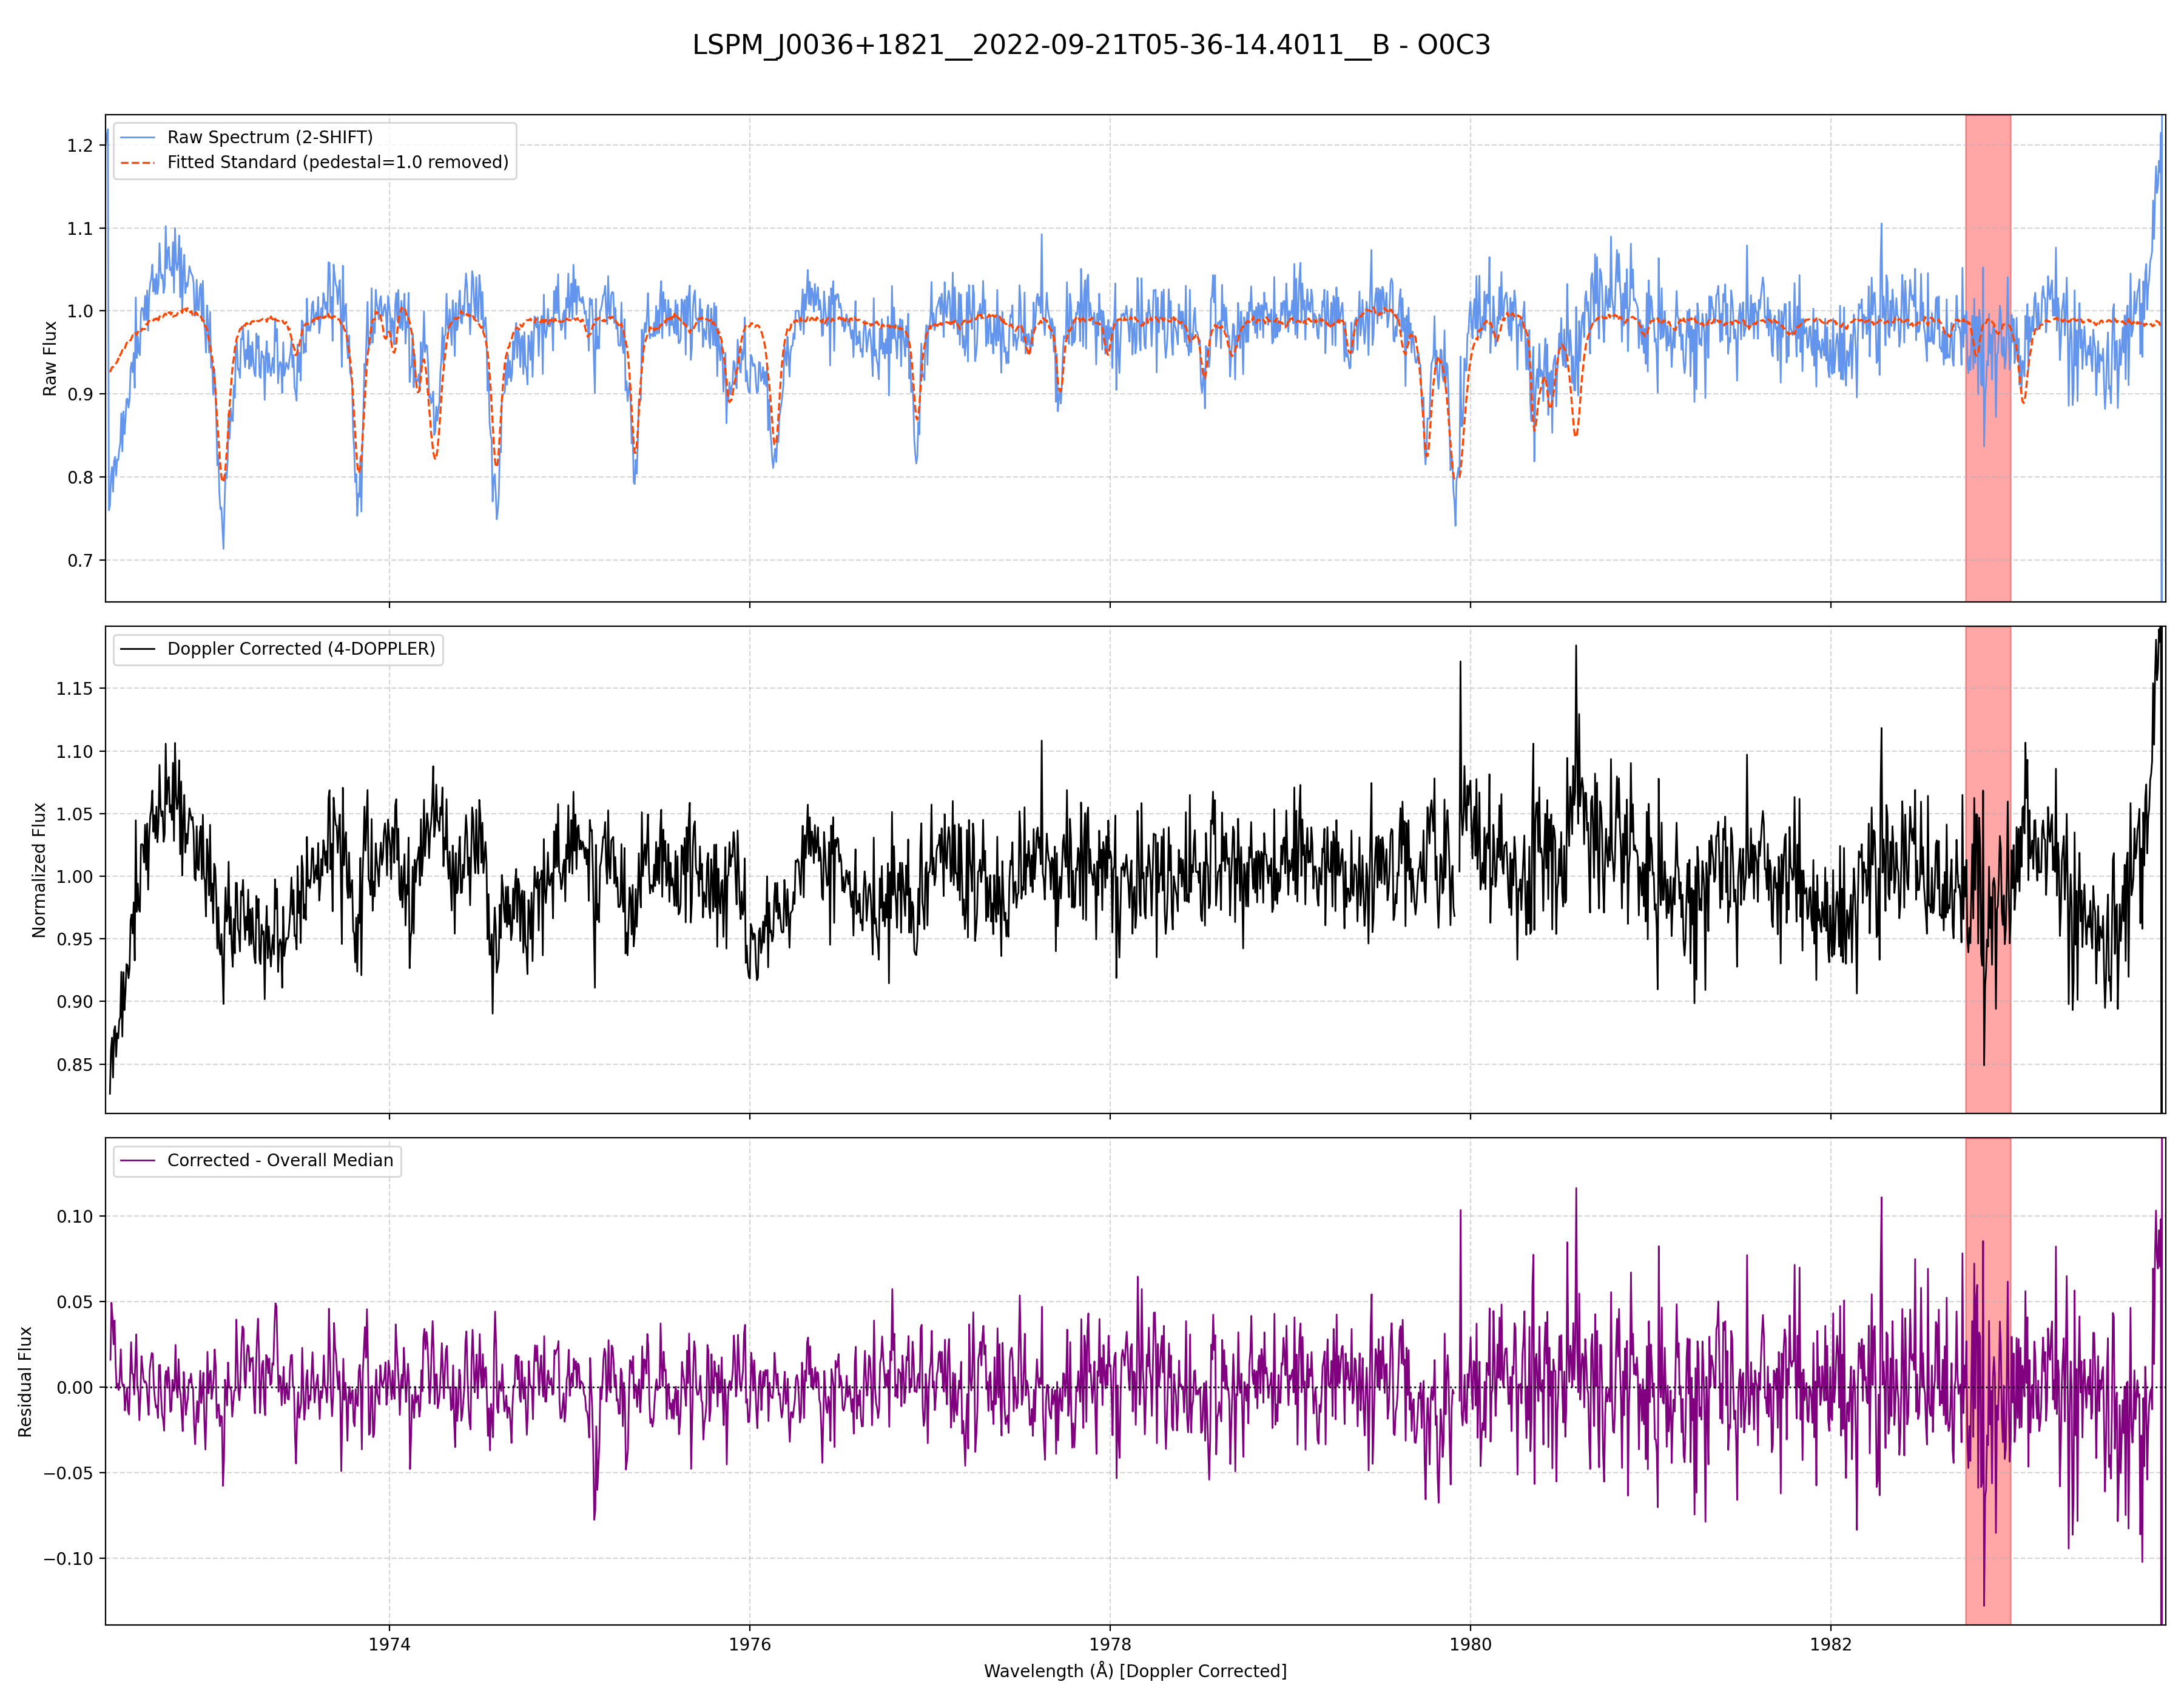 LSPM_J0036+1821__2022-09-21T05-36-14.4011__B - O0C3
Raw Spectrum (2-SHIFT)
Fitted Standard (pedestal=1.0 removed)
Raw Flux
1.2
1.1
1.0
0.9
0.8
0.7
Doppler Corrected (4-DOPPLER)
Normalized Flux
1.15
1.10
1.05
1.00
0.95
0.90
0.85
Corrected - Overall Median
Residual Flux
0.10
0.05
0.00
−0.05
−0.10
1974
1976
1978
1980
1982
Wavelength (Å) [Doppler Corrected]